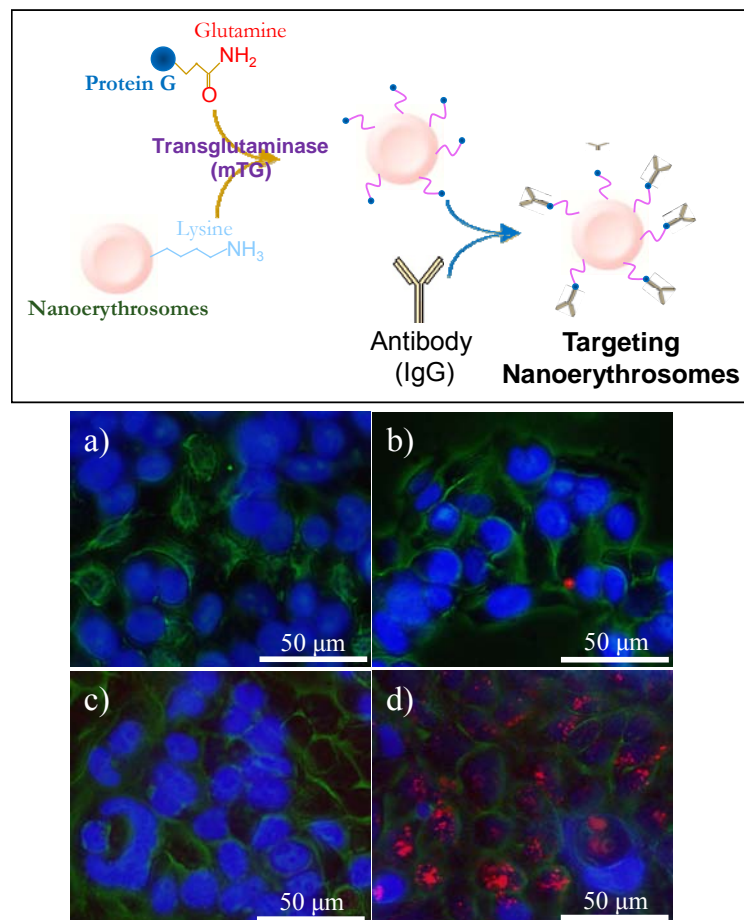 Glutamine
NH2
Protein G
O
Transglutaminase
(mTG)
Lysine
NH3
Nanoerythrosomes
Antibody
(IgG)
Targeting
Nanoerythrosomes
a)
b)
50 μm
50 μm
c)
d)
50 μm
50 μm